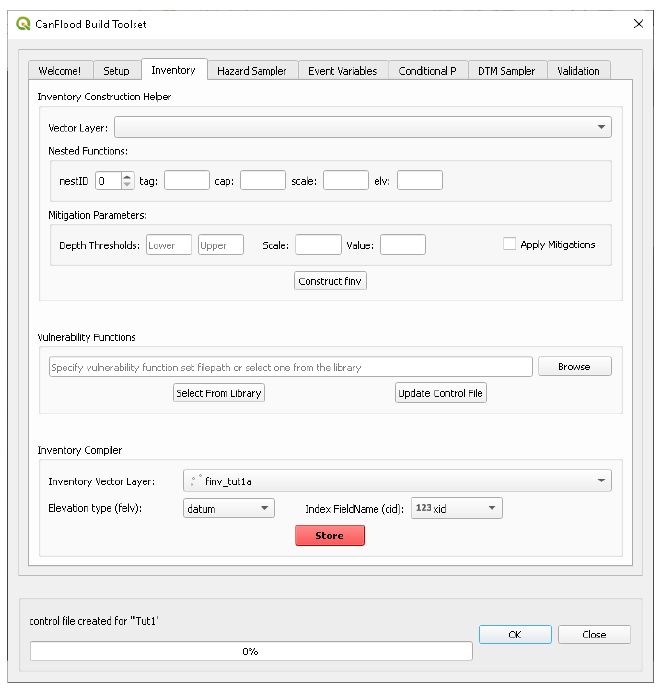 CanFlood Build Toolset
Welcome! Setup Inventory Hazard Sampler Event Variables Conditional P DTM Sampler Validation
Inventory Construction Helper
Vector Layer:
Nested Functions:
nestID 0 tag: cap: scale: elv:
Mitigation Parameters:
Depth Thresholds: Lower Upper Scale: Value: Apply Mitigations
Construct finv
Vulnerability Functions
Specify vulnerability function set filepath or select one from the library Browse
Select From Library Update Control File
Inventory Compiler
Inventory Vector Layer: finv_tut1a
Elevation type (felv): datum Index FieldName (cid): 123 xid
Store
control file created for "Tut1'
OK Close
0%